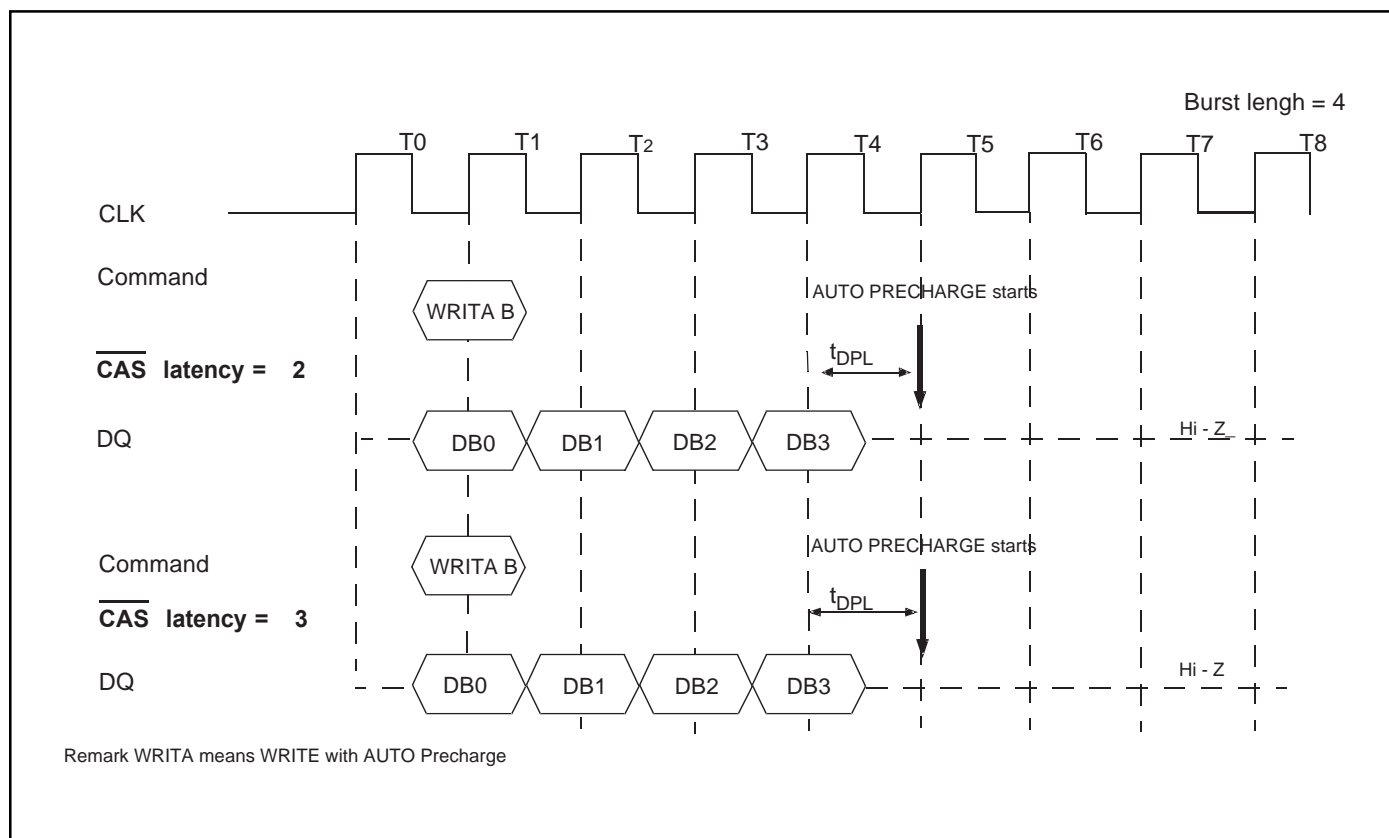 Burst lengh = 4
T0 T1 T2 T3 T4 T5 T6 T7 T8
CLK
Command
WRITA B
AUTO PRECHARGE starts
CAS latency = 2
tDPL
DQ
DB0 DB1 DB2 DB3
Hi - Z
Command
WRITA B
AUTO PRECHARGE starts
CAS latency = 3
tDPL
DQ
DB0 DB1 DB2 DB3
Hi - Z
Remark WRITA means WRITE with AUTO Precharge